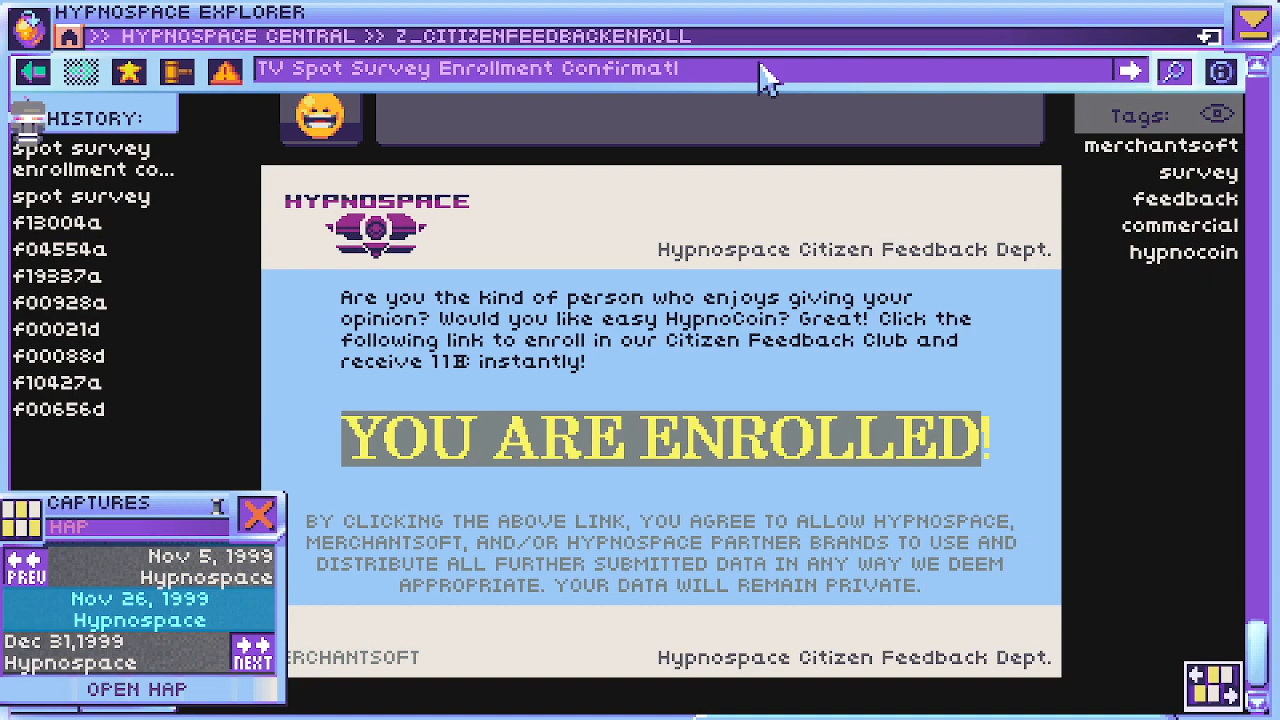 HYPNOSPACE EXPLORER
>> HYPNOSPACE CENTRAL >> Z_CITIZENFEEDBACKENROLL
TV Spot Survey Enrollment Confirmati
HISTORY:
spot survey
enrollment co...
spot survey
f13004a
f04554a
f19337a
f00928a
f00021d
f00088d
f10427a
f00656d
Tags:
merchantsoft
survey
feedback
commercial
hypnocoin
HYPNOSPACE
Hypnospace Citizen Feedback Dept.
Are you the kind of person who enjoys giving your
opinion? Would you like easy HypnoCoin? Great! Click the
following link to enroll in our Citizen Feedback Club and
receive 11 instantly!
YOU ARE ENROLLED!
BY CLICKING THE ABOVE LINK, YOU AGREE TO ALLOW HYPNOSPACE,
MERCHANTSOFT, AND/OR HYPNOSPACE PARTNER BRANDS TO USE AND
DISTRIBUTE ALL FURTHER SUBMITTED DATA IN ANY WAY WE DEEM
APPROPRIATE. YOUR DATA WILL REMAIN PRIVATE.
ERCHANTSOFT
Hypnospace Citizen Feedback Dept.
CAPTURES
HAP
PREV
Nov 5, 1999
Hypnospace
Nov 26, 1999
Hypnospace
Dec 31,1999
Hypnospace
NEXT
OPEN HAP